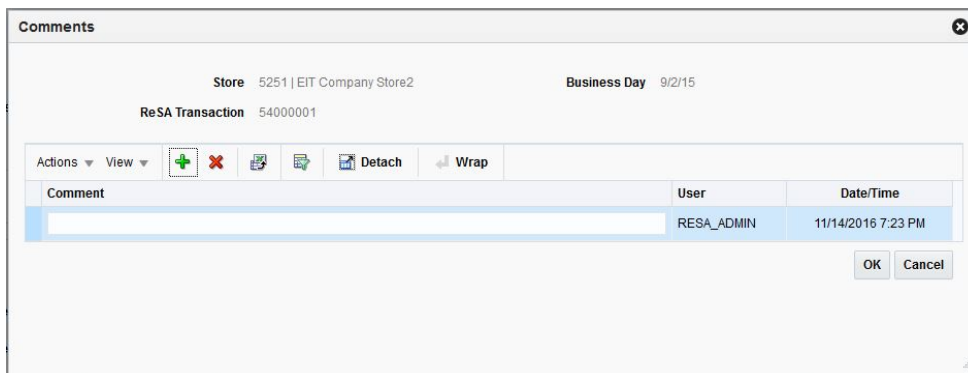 Comments
Store 5251 | EIT Company Store2 Business Day 9/2/15
ReSA Transaction 54000001
Actions View Detach Wrap
Comment User Date/Time
RESA_ADMIN 11/14/2016 7:23 PM
OK Cancel